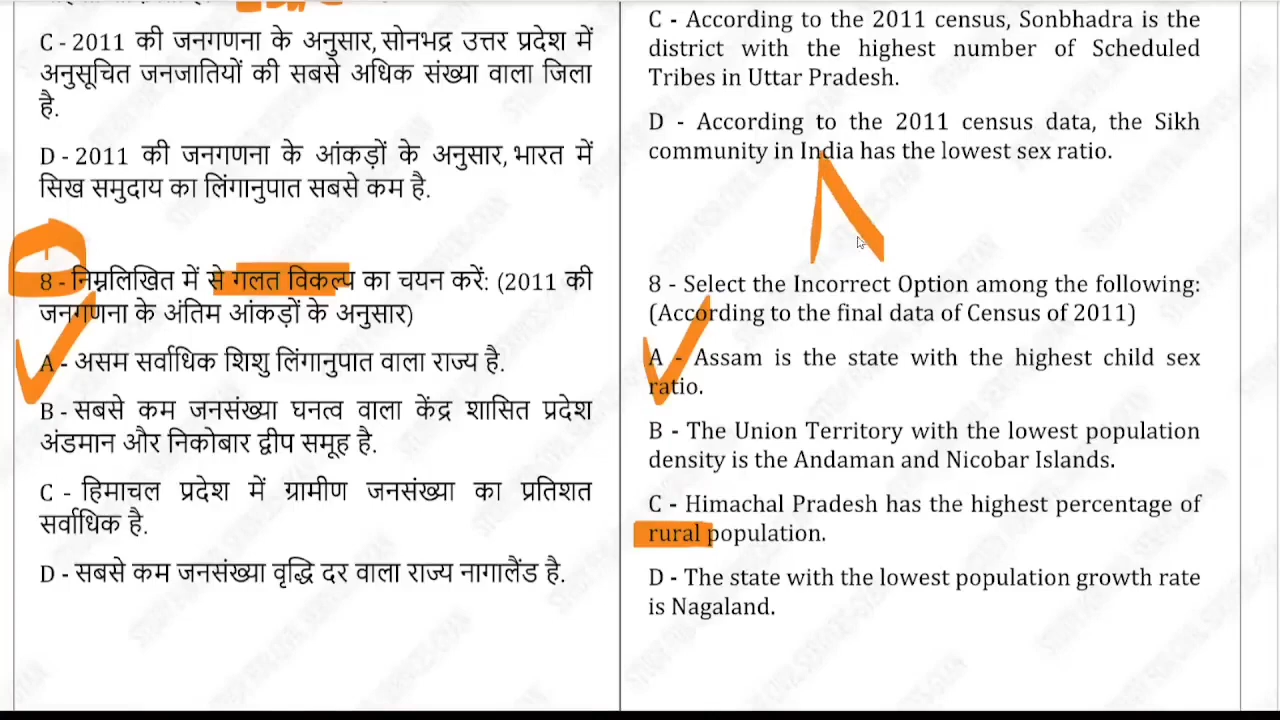 C - 2011 की जनगणना के अनुसार, सोनभद्र उत्तर प्रदेश में
अनुसूचित जनजातियों की सबसे अधिक संख्या वाला जिला
है.
D - 2011 की जनगणना के आंकड़ों के अनुसार, भारत में
सिख समुदाय का लिंगानुपात सबसे कम है.
8 - निम्नलिखित में से गलत विकल्प का चयन करें: (2011 की
जनगणना के अंतिम आंकड़ों के अनुसार)
A - असम सर्वाधिक शिशु लिंगानुपात वाला राज्य है.
B - सबसे कम जनसंख्या घनत्व वाला केंद्र शासित प्रदेश
अंडमान और निकोबार द्वीप समूह है.
C - हिमाचल प्रदेश में ग्रामीण जनसंख्या का प्रतिशत
सर्वाधिक है.
D - सबसे कम जनसंख्या वृद्धि दर वाला राज्य नागालैंड है.
C - According to the 2011 census, Sonbhadra is the
district with the highest number of Scheduled
Tribes in Uttar Pradesh.
D - According to the 2011 census data, the Sikh
community in India has the lowest sex ratio.
8 - Select the Incorrect Option among the following:
(According to the final data of Census of 2011)
A - Assam is the state with the highest child sex
ratio.
B - The Union Territory with the lowest population
density is the Andaman and Nicobar Islands.
C - Himachal Pradesh has the highest percentage of
rural population.
D - The state with the lowest population growth rate
is Nagaland.